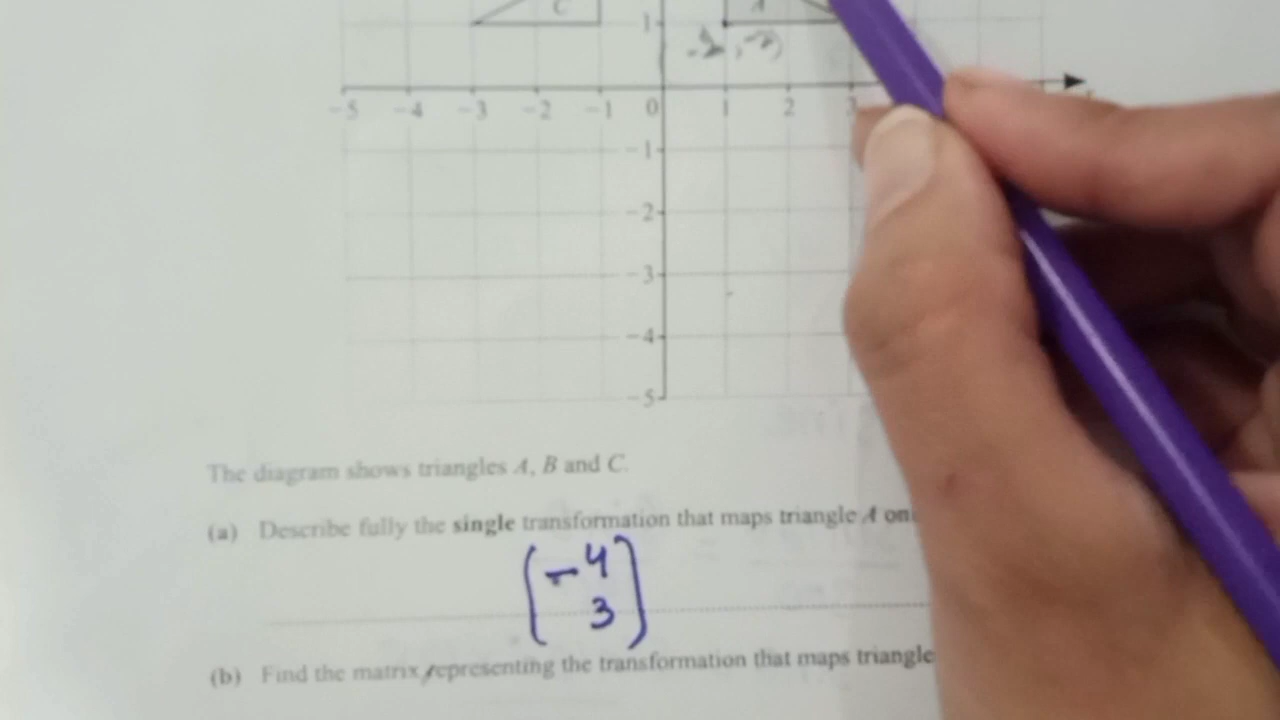 C 1 A
-5 -4 -3 -2 -1 0 1 2 3
-1
-2
-3
-4
-5
The diagram shows triangles A, B and C.
(a) Describe fully the single transformation that maps triangle A on
-4
3
(b) Find the matrix representing the transformation that maps triangle